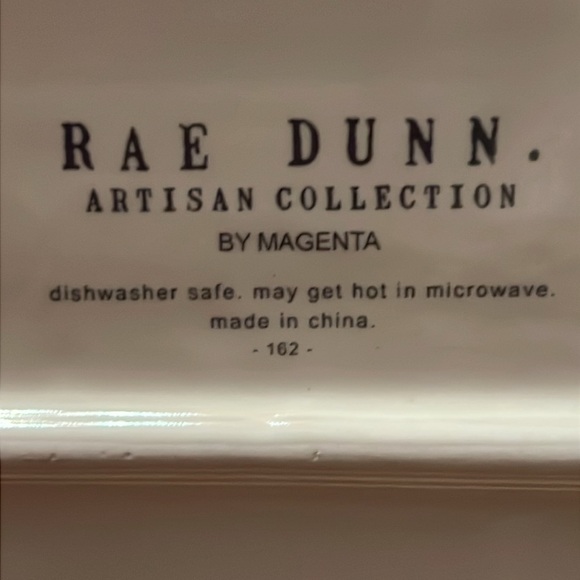 RAE DUNN.
ARTISAN COLLECTION
BY MAGENTA
dishwasher safe. may get hot in microwave.
made in china.
- 162 -